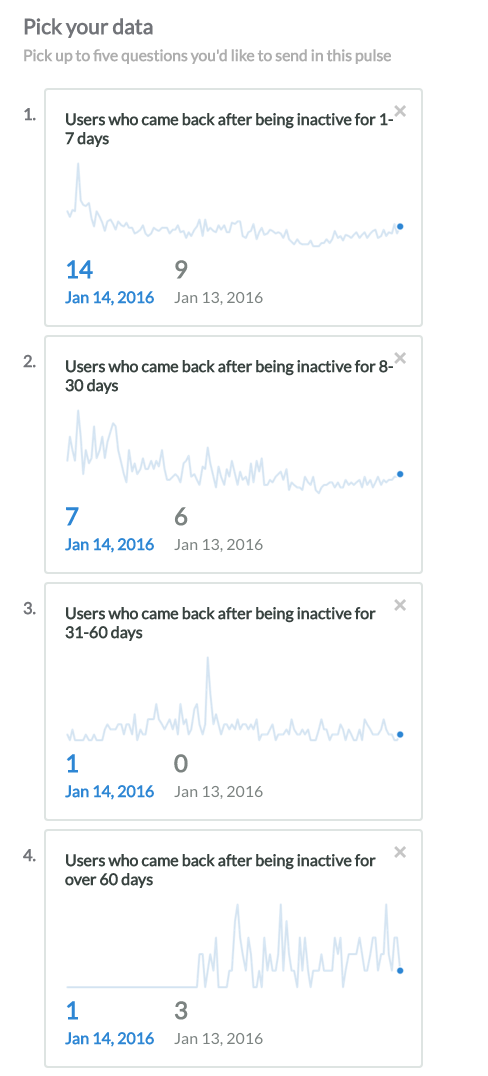 Pick your data
Pick up to five questions you'd like to send in this pulse
1.
Users who came back after being inactive for 1-
7 days
14 9
Jan 14, 2016 Jan 13, 2016
2.
Users who came back after being inactive for 8-
30 days
7 6
Jan 14, 2016 Jan 13, 2016
3.
Users who came back after being inactive for
31-60 days
1 0
Jan 14, 2016 Jan 13, 2016
4.
Users who came back after being inactive for
over 60 days
1 3
Jan 14, 2016 Jan 13, 2016